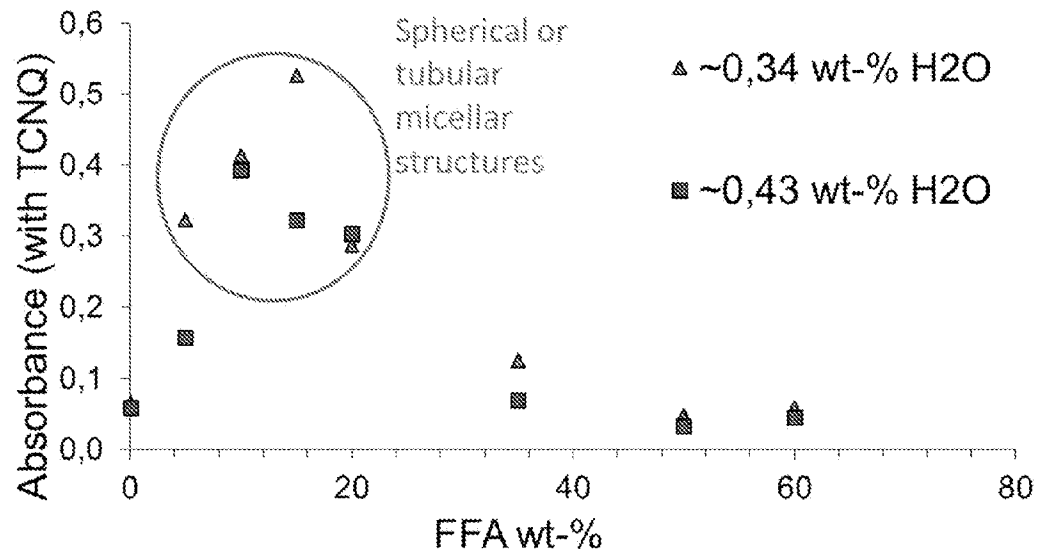 0,6
0,5
0,4
0,3
0,2
0,1
0,0
Absorbance (with TCNQ)
Spherical or
tubular
micellar
structures
~0,34 wt-% H2O
~0,43 wt-% H2O
0 20 40 60 80
FFA wt-%